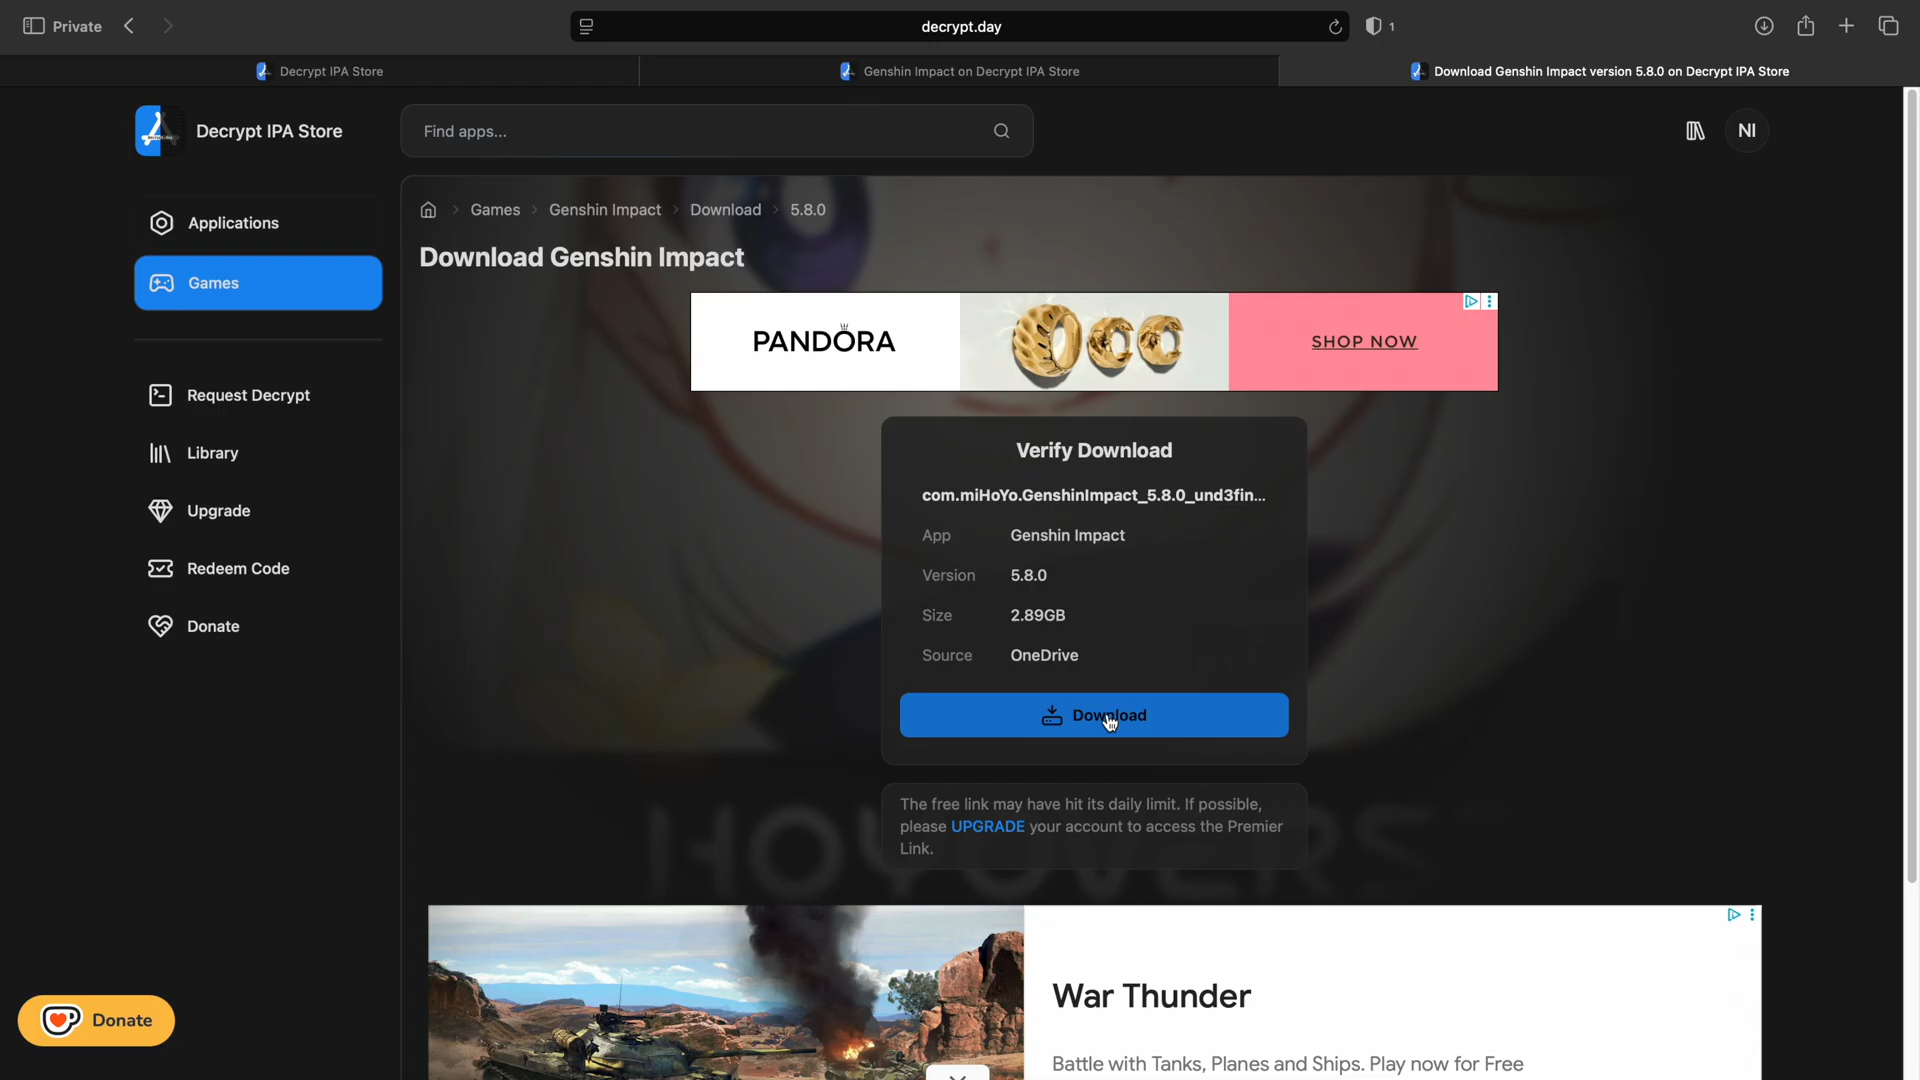 Private
decrypt.day
1
Decrypt IPA Store
Genshin Impact on Decrypt IPA Store
Download Genshin Impact version 5.8.0 on Decrypt IPA Store
Decrypt IPA Store
Find apps...
NI
Applications
Games
Request Decrypt
Library
Upgrade
Redeem Code
Donate
Games
Genshin Impact
Download
5.8.0
Download Genshin Impact
PANDORA
SHOP NOW
Verify Download
com.miHoYo.GenshinImpact_5.8.0_und3fin...
App Genshin Impact
Version 5.8.0
Size 2.89GB
Source OneDrive
Download
The free link may have hit its daily limit. If possible,
please UPGRADE your account to access the Premier
Link.
HOYOVERS
War Thunder
Battle with Tanks, Planes and Ships. Play now for Free
Donate